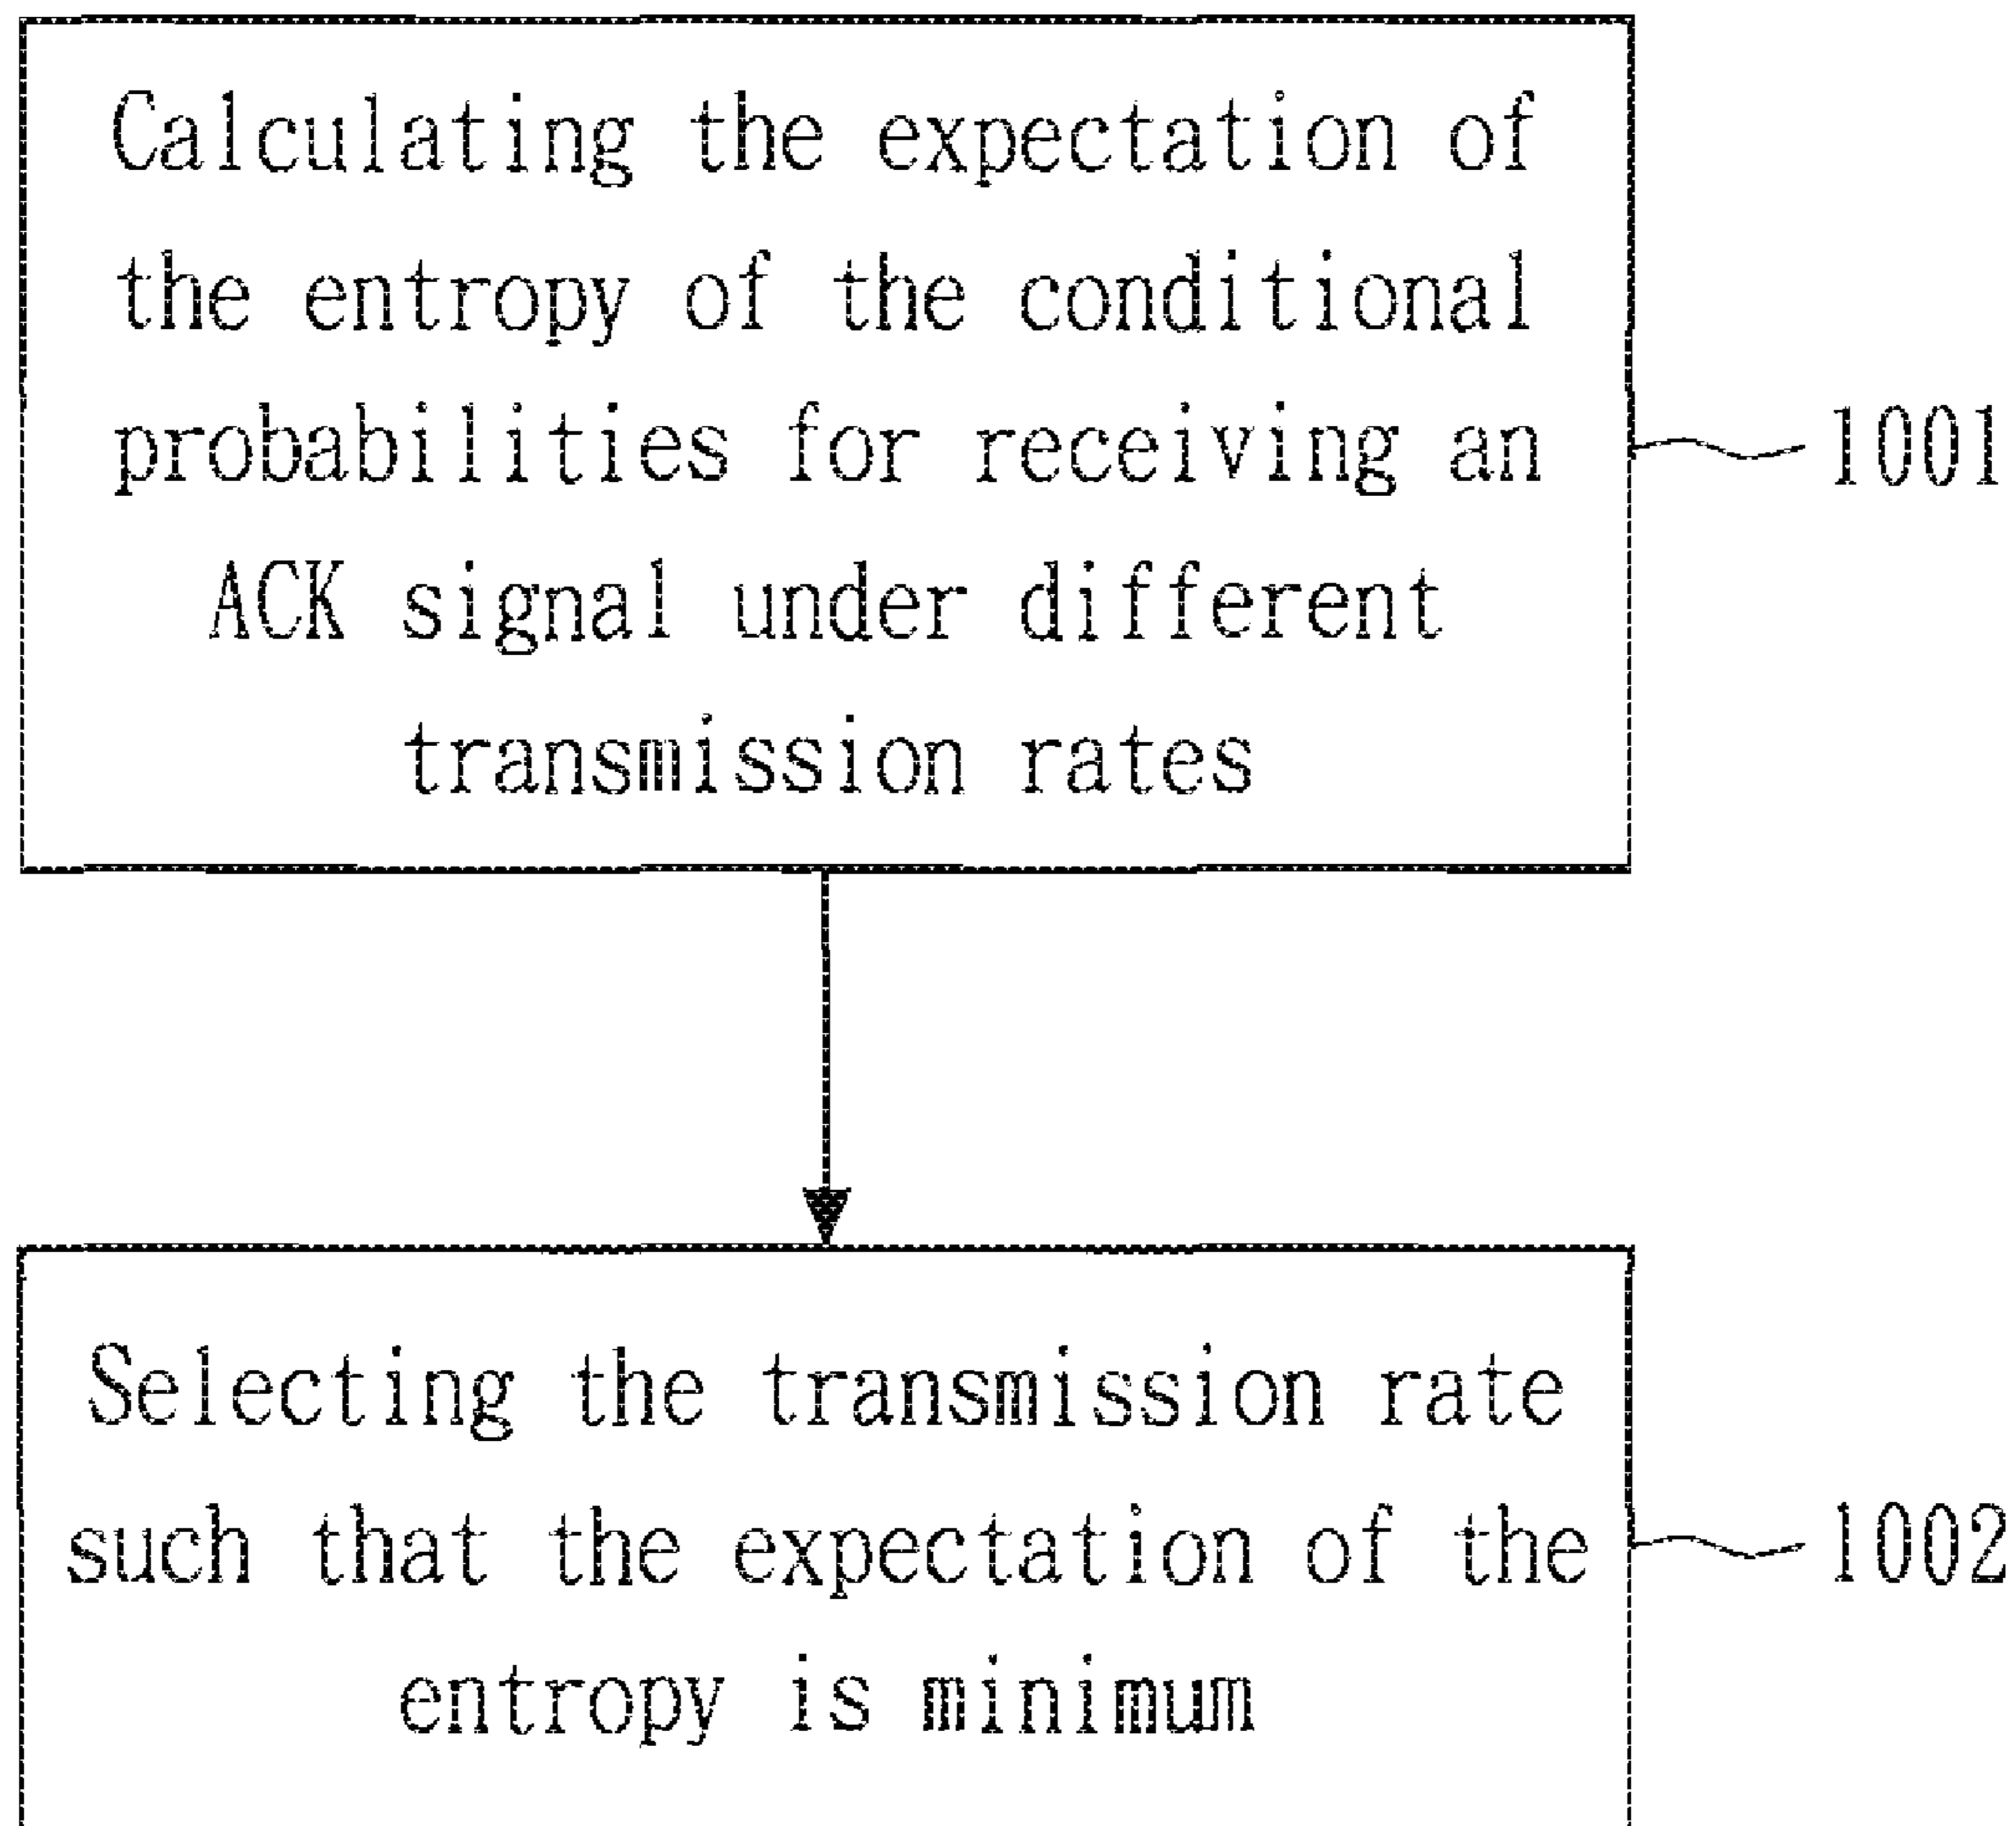 Calculating the expectation of
the entropy of the conditional
probabilities for receiving an
ACK signal under different
transmission rates
1001
Selecting the transmission rate
such that the expectation of the
entropy is minimum
1002